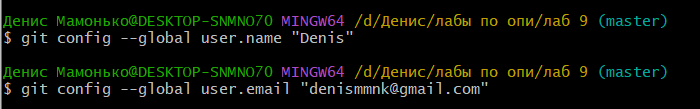 Денис Мамонько@DESKTOP-SNMNO70 MINGW64 /d/Денис/лабы по опи/лаб 9 (master)
$ git config --global user.name "Denis"
Денис Мамонько@DESKTOP-SNMNO70 MINGW64 /d/Денис/лабы по опи/лаб 9 (master)
$ git config --global user.email "denismmnk@gmail.com"